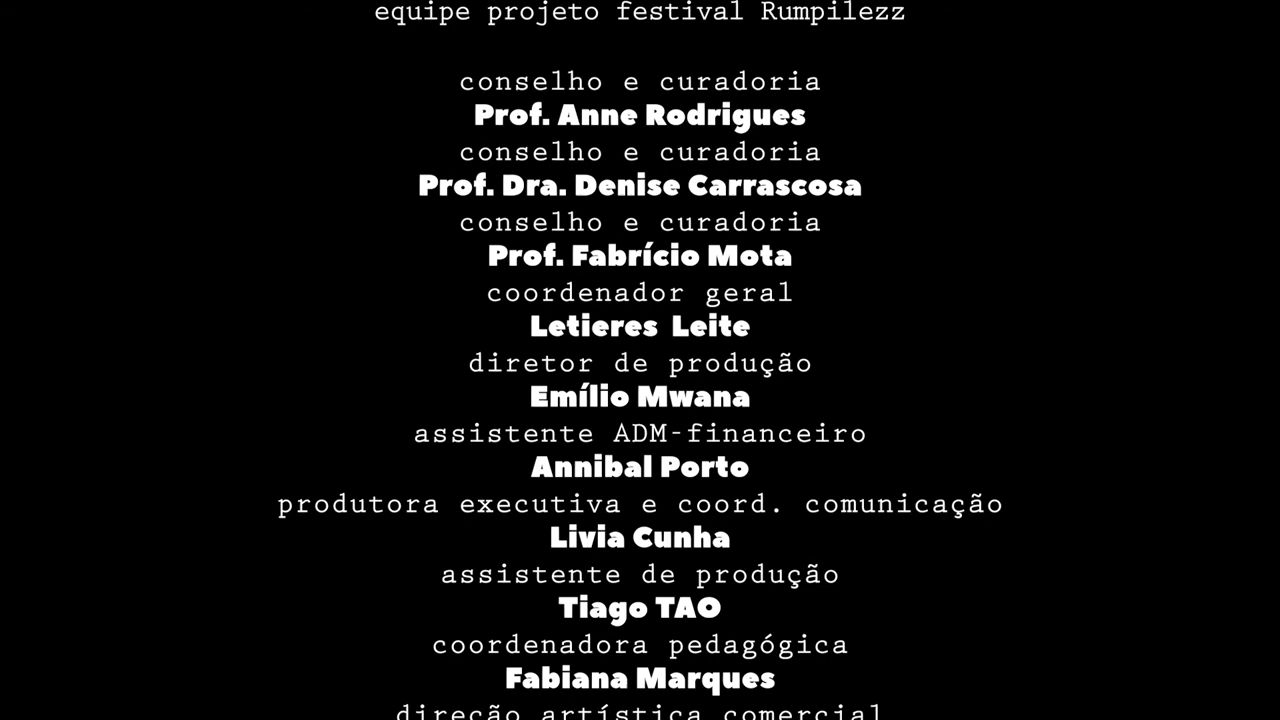 equipe projeto festival Rumpilezz
conselho e curadoria
Prof. Anne Rodrigues
conselho e curadoria
Prof. Dra. Denise Carrascosa
conselho e curadoria
Prof. Fabrício Mota
coordenador geral
Letieres Leite
diretor de produção
Emílio Mwana
assistente ADM-financeiro
Annibal Porto
produtora executiva e coord. comunicação
Livia Cunha
assistente de produção
Tiago TAO
coordenadora pedagógica
Fabiana Marques
direção artística comercial